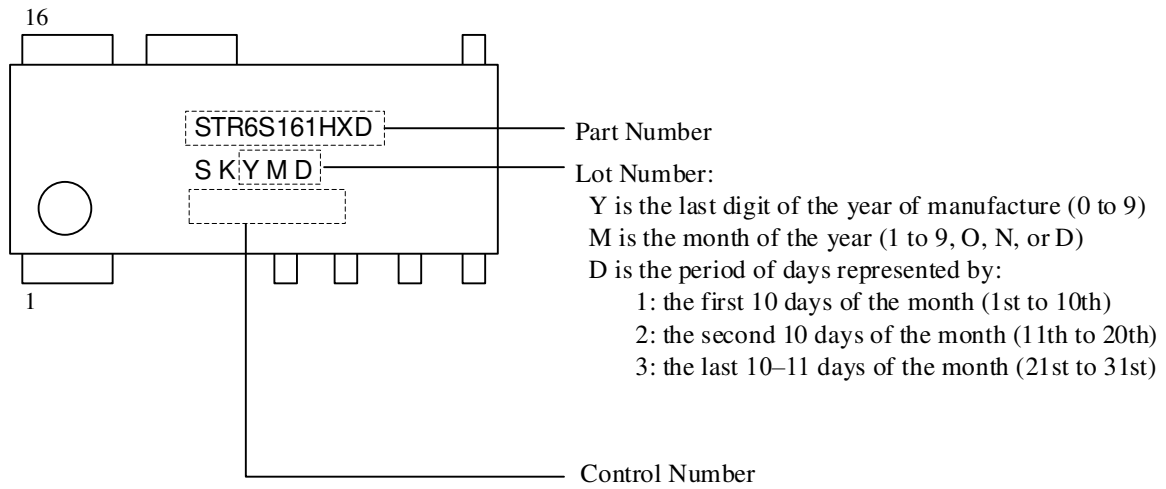 16
STR6S161HXD
Part Number
S K Y M D
Lot Number:
Y is the last digit of the year of manufacture (0 to 9)
M is the month of the year (1 to 9, O, N, or D)
D is the period of days represented by:
1: the first 10 days of the month (1st to 10th)
2: the second 10 days of the month (11th to 20th)
3: the last 10–11 days of the month (21st to 31st)
1
Control Number